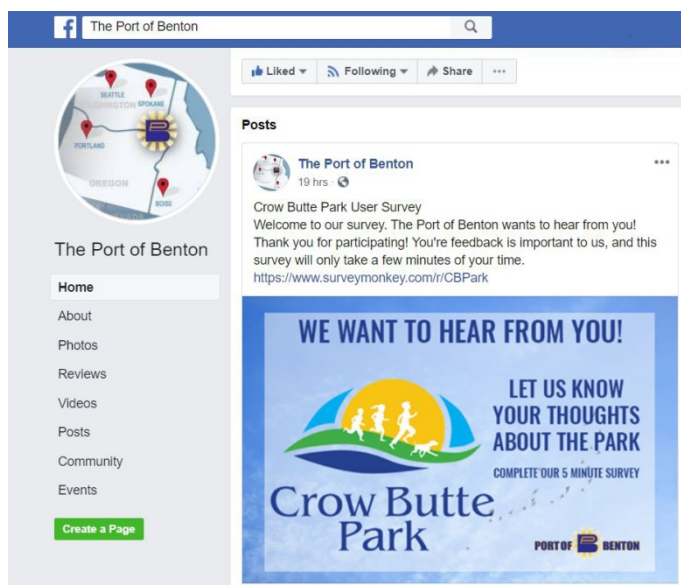 The Port of Benton
Liked
Following
Share
SEATTLE
WASHINGTON
SPOKANE
PORTLAND
OREGON
BOISE
B
The Port of Benton
Home
About
Photos
Reviews
Videos
Posts
Community
Events
Create a Page
Posts
The Port of Benton
19 hrs ·
Crow Butte Park User Survey
Welcome to our survey. The Port of Benton wants to hear from you!
Thank you for participating! You're feedback is important to us, and this
survey will only take a few minutes of your time.
https://www.surveymonkey.com/r/CBPark
WE WANT TO HEAR FROM YOU!
LET US KNOW
YOUR THOUGHTS
ABOUT THE PARK
COMPLETE OUR 5 MINUTE SURVEY
Crow Butte
Park
PORT OF B BENTON